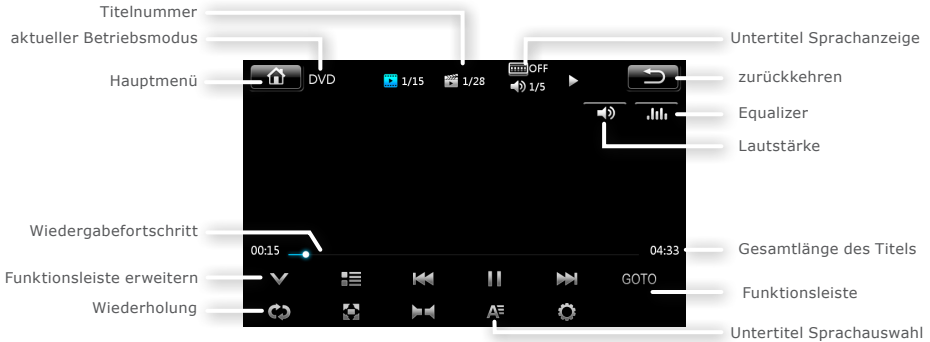 Titelnummer
aktueller Betriebsmodus
Untertitel Sprachanzeige
OFF
Hauptmenü
DVD
1/15
1/28
1/5
zurückkehren
Equalizer
Lautstärke
Wiedergabefortschritt
00:15
04:33
Gesamtlänge des Titels
Funktionsleiste erweitern
GOTO
Funktionsleiste
Wiederholung
Untertitel Sprachauswahl